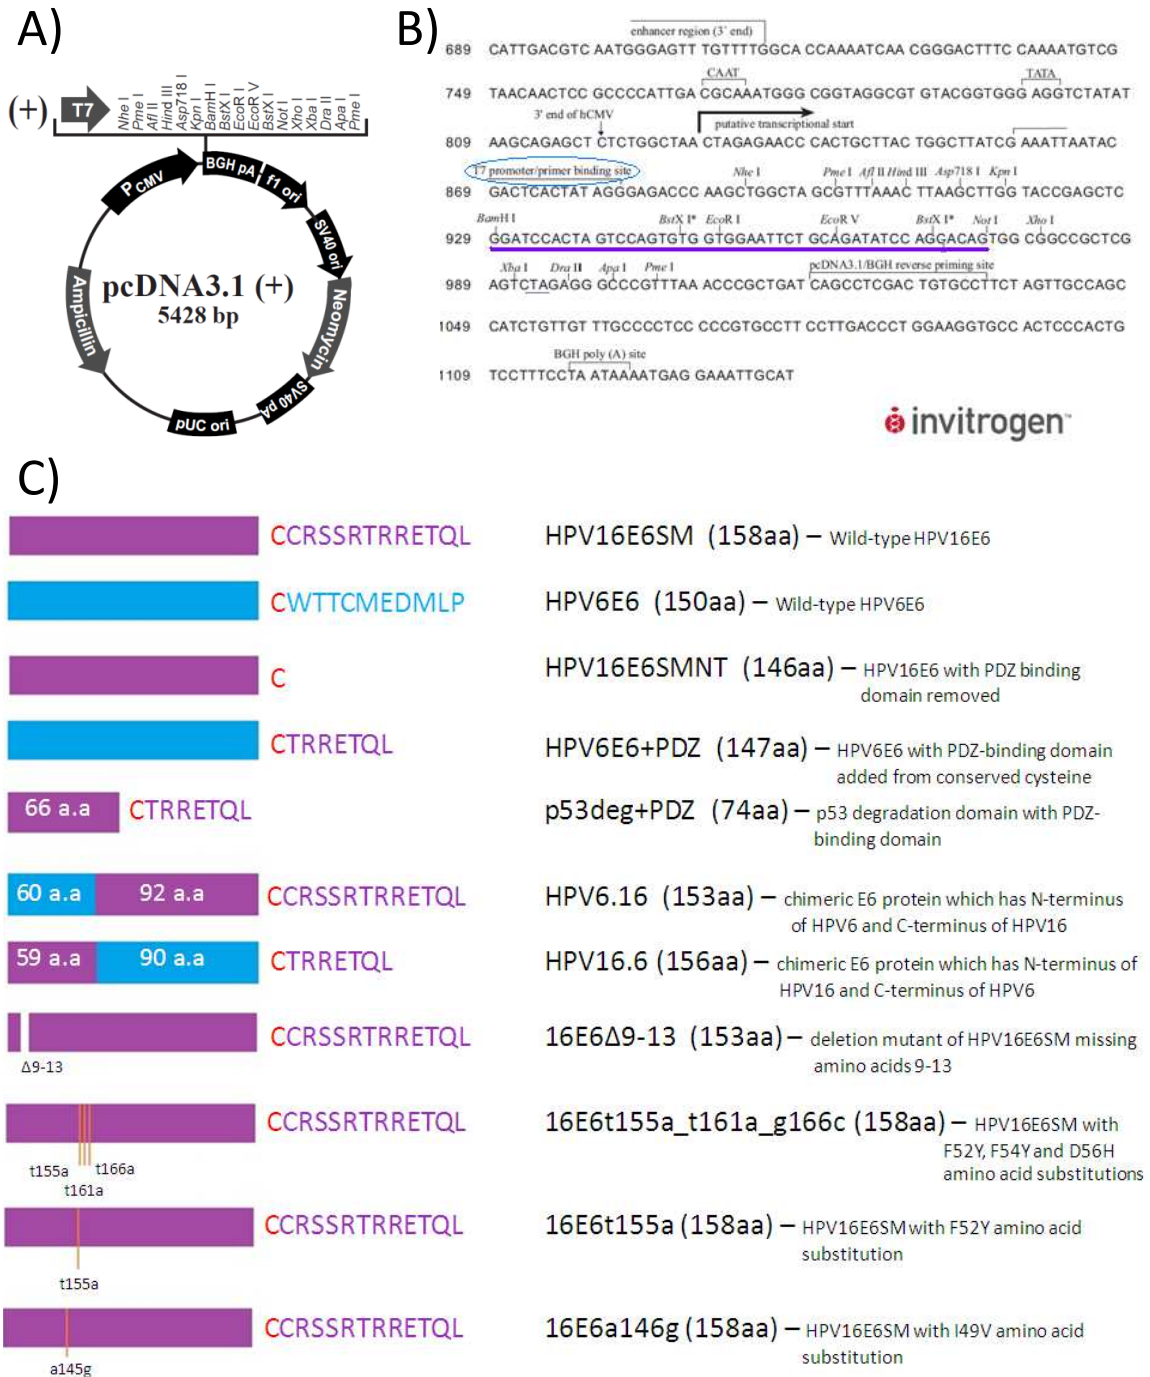 A)
(+) T7 Nhe I Pme I Afl II Hind III Asp718 I Kpn I BamH I BstX I EcoR I EcoR V BstX I Not I Xho I Xba I Dra II Apa I Pme I
P CMV
BGH pA
f1 ori
SV40 ori
Neomycin
SV40 pA
pUC ori
Ampicillin
pcDNA3.1 (+)
5428 bp
B)
enhancer region (3' end)
689 CATTGACGTC AATGGGAGTT TGTTTTGGCA CCAAAATCAA CGGGACTTTC CAAAATGTCG
CAAT TATA
749 TAACAACTCC GCCCCATTGA CGCAAATGGG CGGTAGGCGT GTACGGTGGG AGGTCTATAT
3' end of hCMV putative transcriptional start
809 AAGCAGAGCT CTCTGGCTAA CTAGAGAACC CACTGCTTAC TGGCTTATCG AAATTAATAC
T7 promoter/primer binding site Nhe I Pme I Afl II Hind III Asp718 I Kpn I
869 GACTCACTAT AGGGAGACCC AAGCTGGCTA GCGTTTAAAC TTAAGCTTGG TACCGAGCTC
BamH I BstX I* EcoR I EcoR V BstX I* Not I Xho I
929 GGATCCACTA GTCCAGTGTG GTGGAATTCT GCAGATATCC AGCACAGTGG CGGCCGCTCG
Xba I Dra II Apa I Pme I pcDNA3.1/BGH reverse priming site
989 AGTCTAGAGG GCCCGTTTAA ACCCGCTGAT CAGCCTCGAC TGTGCCTTCT AGTTGCCAGC
1049 CATCTGTTGT TTGCCCCTCC CCCGTGCCTT CCTTGACCCT GGAAGGTGCC ACTCCCACTG
BGH poly (A) site
1109 TCCTTTCCTA ATAAAATGAG GAAATTGCAT
invitrogen™
C)
CCRSSRTRRETQL HPV16E6SM (158aa) – Wild-type HPV16E6
CWTTCMEDMLP HPV6E6 (150aa) – Wild-type HPV6E6
C HPV16E6SMNT (146aa) – HPV16E6 with PDZ binding
domain removed
CTRRETQL HPV6E6+PDZ (147aa) – HPV6E6 with PDZ-binding domain
added from conserved cysteine
66 a.a CTRRETQL p53deg+PDZ (74aa) – p53 degradation domain with PDZ-
binding domain
60 a.a 92 a.a CCRSSRTRRETQL HPV6.16 (153aa) – chimeric E6 protein which has N-terminus
of HPV6 and C-terminus of HPV16
59 a.a 90 a.a CTRRETQL HPV16.6 (156aa) – chimeric E6 protein which has N-terminus of
HPV16 and C-terminus of HPV6
CCRSSRTRRETQL 16E6Δ9-13 (153aa) – deletion mutant of HPV16E6SM missing
amino acids 9-13
Δ9-13
CCRSSRTRRETQL 16E6t155a_t161a_g166c (158aa) – HPV16E6SM with
F52Y, F54Y and D56H
amino acid substitutions
t155a t166a
t161a
CCRSSRTRRETQL 16E6t155a (158aa) – HPV16E6SM with F52Y amino acid
substitution
t155a
CCRSSRTRRETQL 16E6a146g (158aa) – HPV16E6SM with I49V amino acid
substitution
a145g